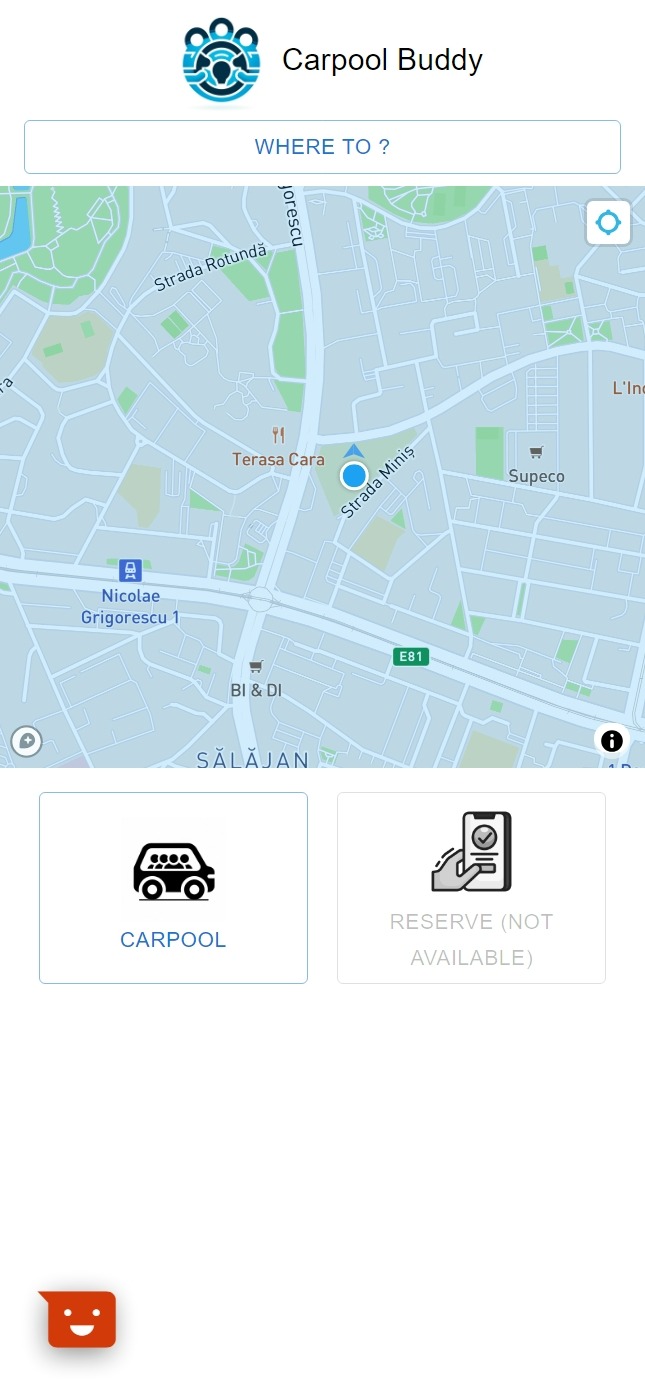 Carpool Buddy
WHERE TO ?
gorescu
Strada Rotundă
L'Inc
Terasa Cara
Strada Miniș
Supeco
Nicolae
Grigorescu 1
E81
BI & DI
SĂLĂJAN
CARPOOL
RESERVE (NOT
AVAILABLE)